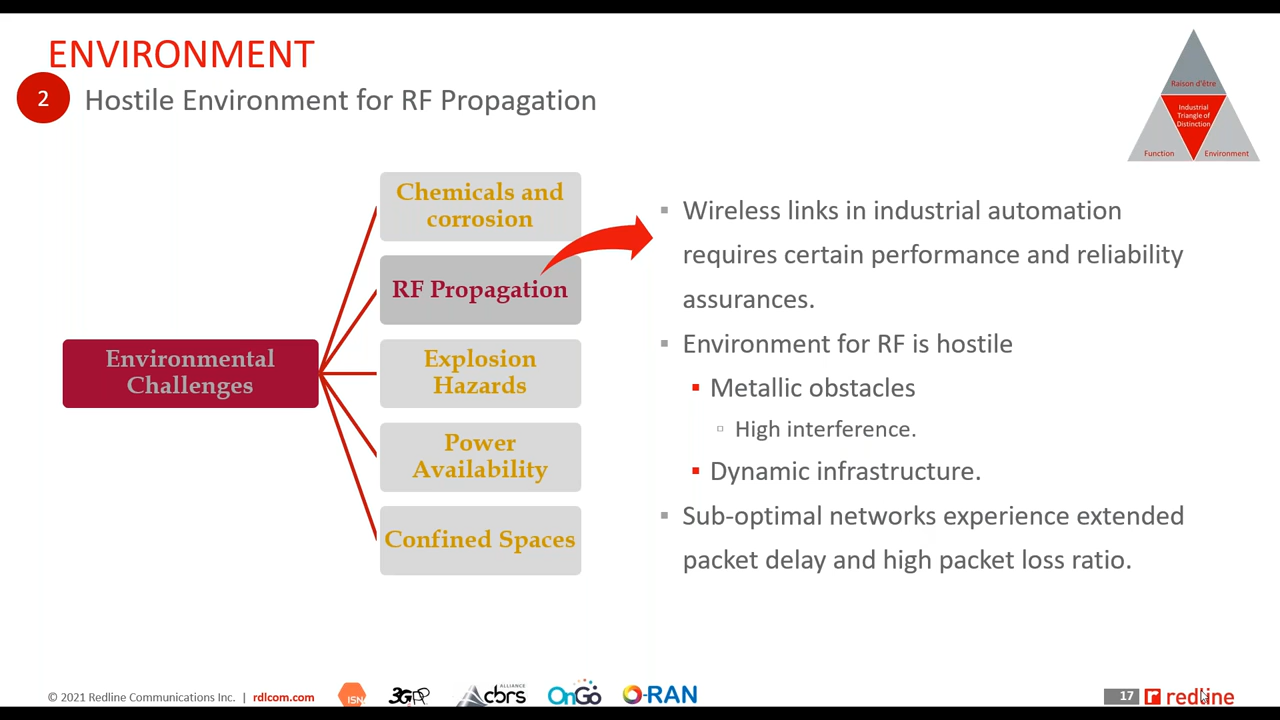 ENVIRONMENT
2
Hostile Environment for RF Propagation
Raison d'être
Industrial
Triangle of
Distinction
Function
Environment
Environmental
Challenges
Chemicals and
corrosion
RF Propagation
Explosion
Hazards
Power
Availability
Confined Spaces
Wireless links in industrial automation
requires certain performance and reliability
assurances.
Environment for RF is hostile
Metallic obstacles
High interference.
Dynamic infrastructure.
Sub-optimal networks experience extended
packet delay and high packet loss ratio.
© 2021 Redline Communications Inc. | rdlcom.com
ISN
3GPP
ALLIANCE
cbrs
OnGo
O-RAN
17
redline